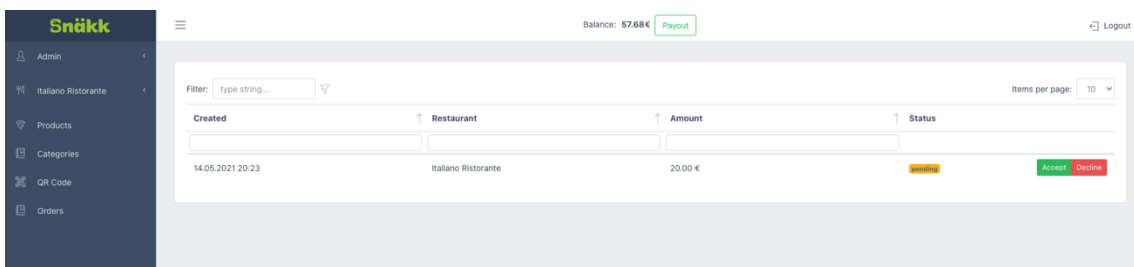 Snäkk
Balance: 57.68€ Payout
Logout
Admin
Italiano Ristorante
Products
Categories
QR Code
Orders
Filter: type string...
Items per page: 10
Created Restaurant Amount Status
14.05.2021 20:23 Italiano Ristorante 20.00 € pending Accept Decline